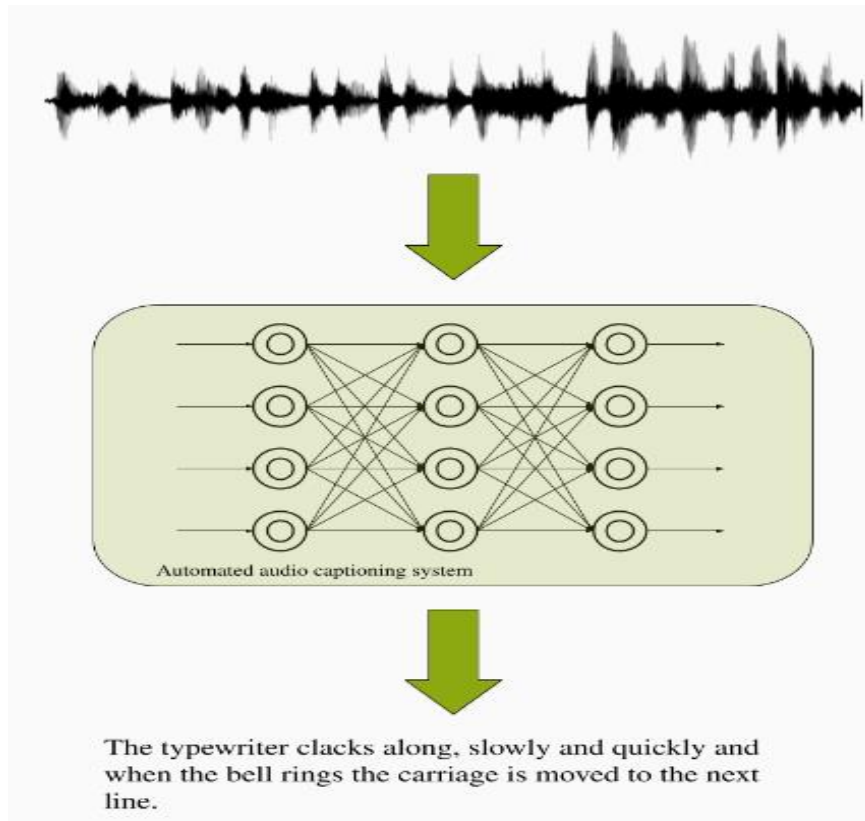 Automated audio captioning system
The typewriter clacks along, slowly and quickly and
when the bell rings the carriage is moved to the next
line.